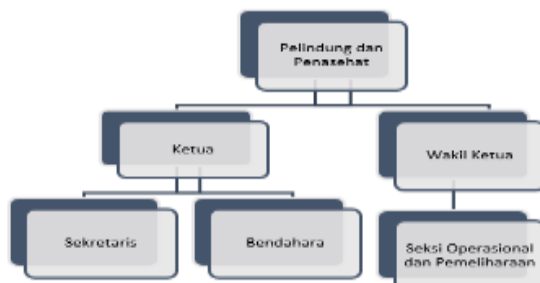 Pelindung dan
Penasehat
Ketua
Wakil Ketua
Sekretaris
Bendahara
Seksi Operasional
dan Pemeliharaan